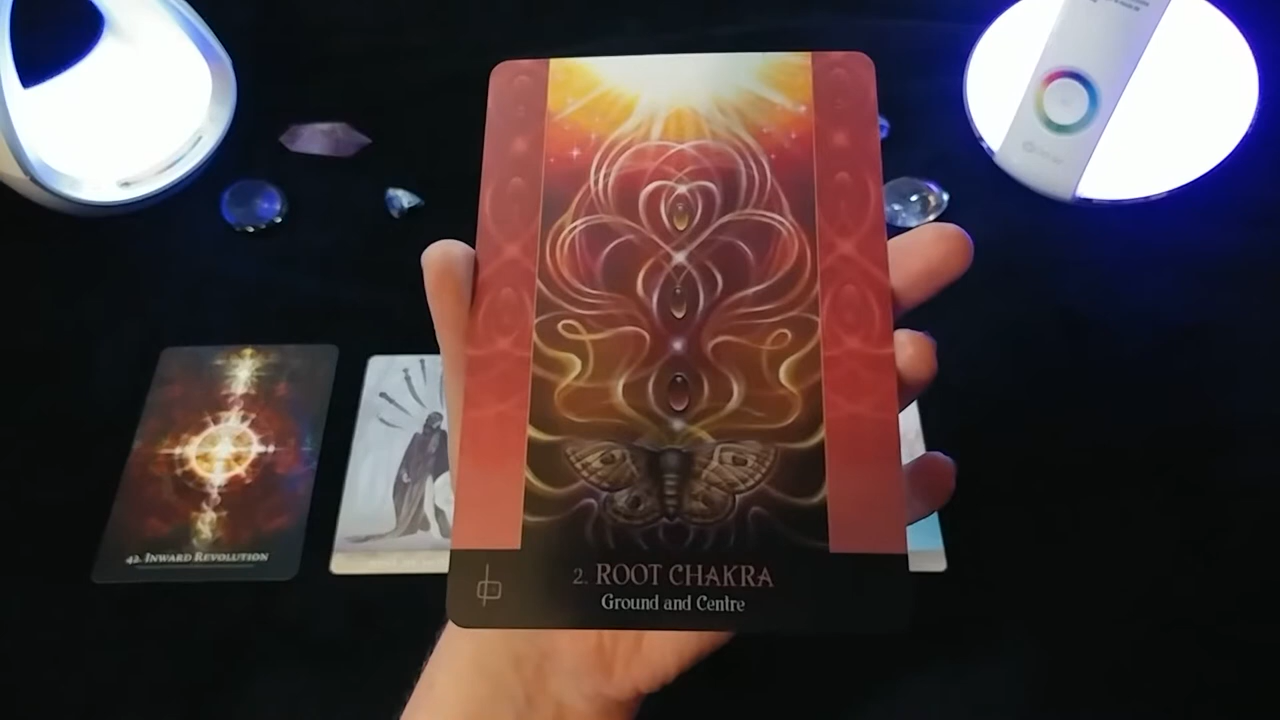 2. ROOT CHAKRA
Ground and Centre
42. INWARD REVOLUTION